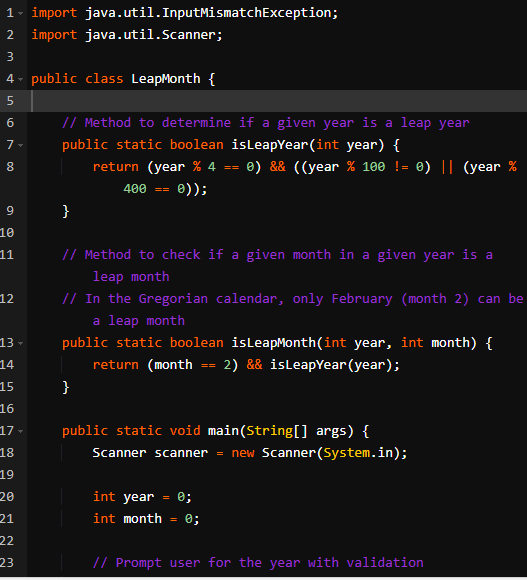 1 import java.util.InputMismatchException;
2 import java.util.Scanner;
3
4 public class LeapMonth {
5
6     // Method to determine if a given year is a leap year
7     public static boolean isLeapYear(int year) {
8         return (year % 4 == 0) && ((year % 100 != 0) || (year %
            400 == 0));
9     }
10
11     // Method to check if a given month in a given year is a
        leap month
12     // In the Gregorian calendar, only February (month 2) can be
        a leap month
13     public static boolean isLeapMonth(int year, int month) {
14         return (month == 2) && isLeapYear(year);
15     }
16
17     public static void main(String[] args) {
18         Scanner scanner = new Scanner(System.in);
19
20         int year = 0;
21         int month = 0;
22
23         // Prompt user for the year with validation